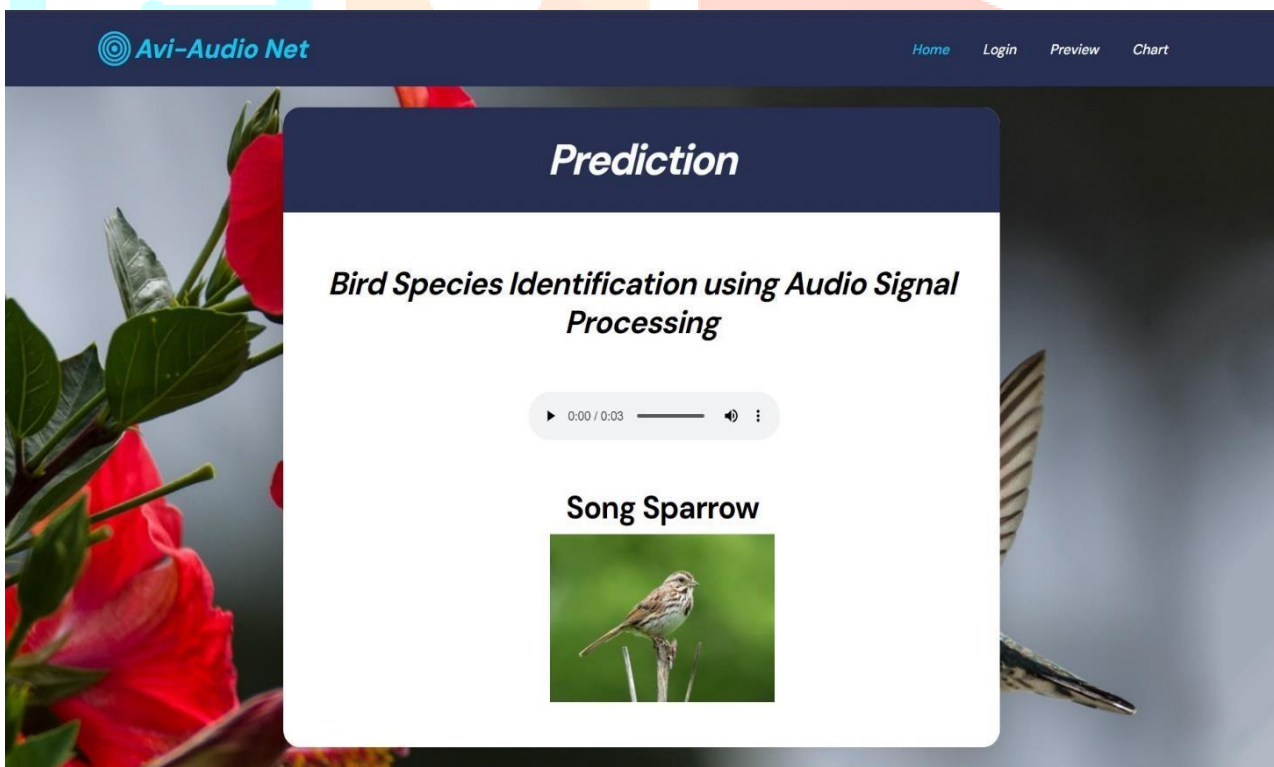 Avi-Audio Net
Home Login Preview Chart
Prediction
Bird Species Identification using Audio Signal
Processing
0:00 / 0:03
Song Sparrow